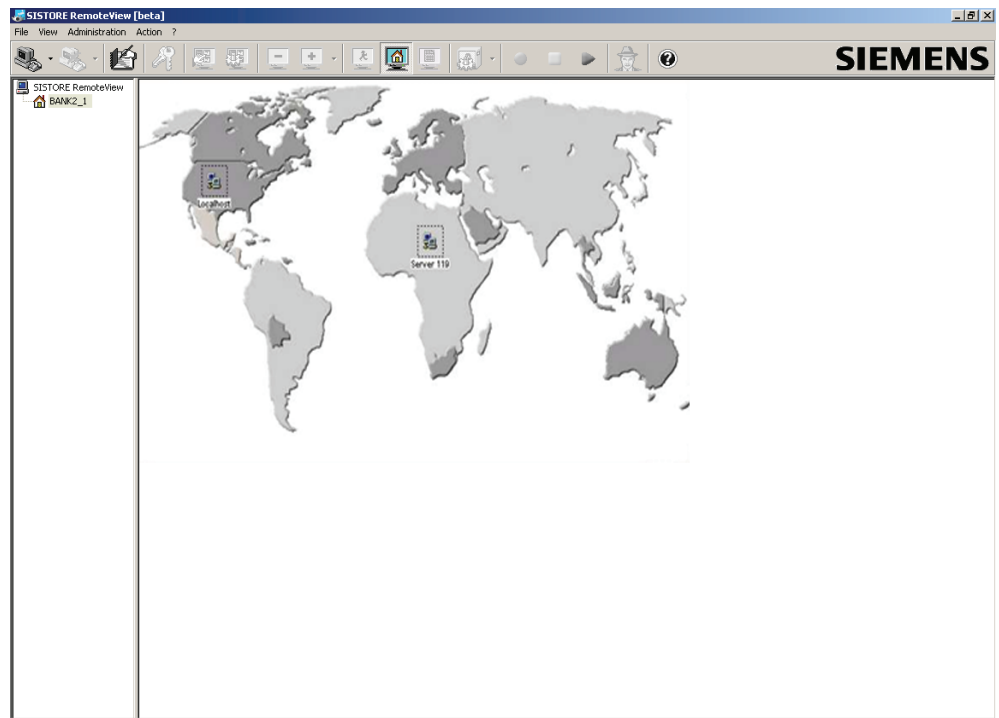 SISTORE RemoteView [beta]
File View Administration Action ?
SIEMENS
SISTORE RemoteView
BANK2_1
Localhost
Server 119